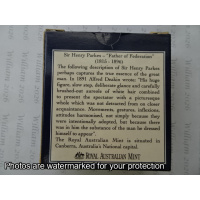 Sir Henry Parkes - "Father of Federation"
(1815 - 1896)
The following description of Sir Henry Parkes
perhaps captures the true essence of the great
man. In 1891 Alfred Deakin wrote. "His huge
figure, slow step, deliberate glance and carefully
brushed-out aureole of white hair combined
to present the spectator with a picturesque
whole which was not detracted from on closer
acquaintance. Movements, gestures, inflexions,
attitudes harmonised, not simply because they
were intentionally adopted, but because there
was in him the substance of the man he dressed
himself to appear".
The Royal Australian Mint is situated in
Canberra, Australia's National capital.
ROYAL AUSTRALIAN MINT
Photos are watermarked for your protection